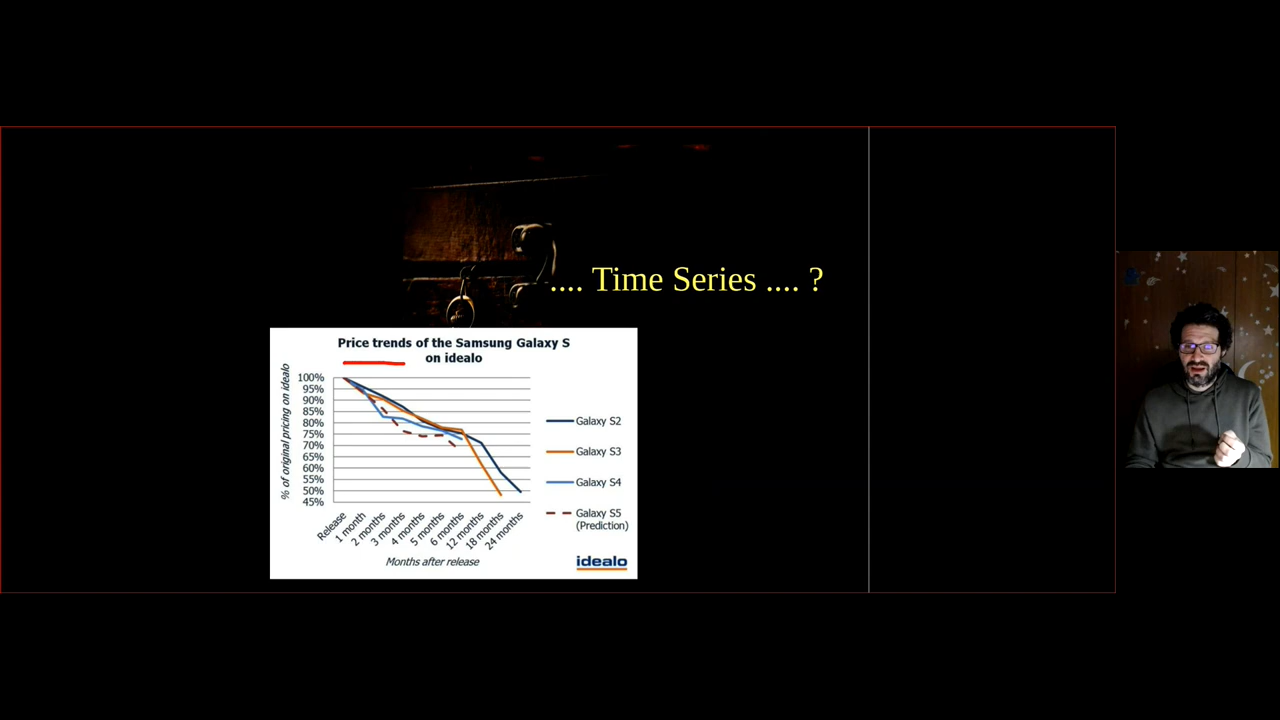 .... Time Series .... ?
Price trends of the Samsung Galaxy S
on idealo
% of original pricing on idealo
100%
95%
90%
85%
80%
75%
70%
65%
60%
55%
50%
45%
Release
1 month
2 months
3 months
4 months
5 months
6 months
12 months
18 months
24 months
Months after release
Galaxy S2
Galaxy S3
Galaxy S4
Galaxy S5
(Prediction)
idealo